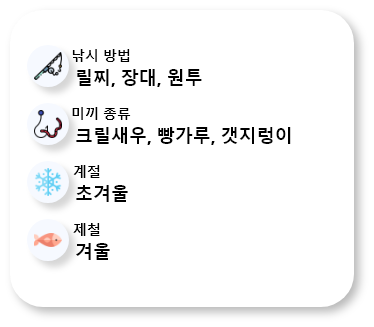 낚시 방법
릴찌, 장대, 원투
미끼 종류
크릴새우, 빵가루, 갯지렁이
계절
초겨울
제철
겨울